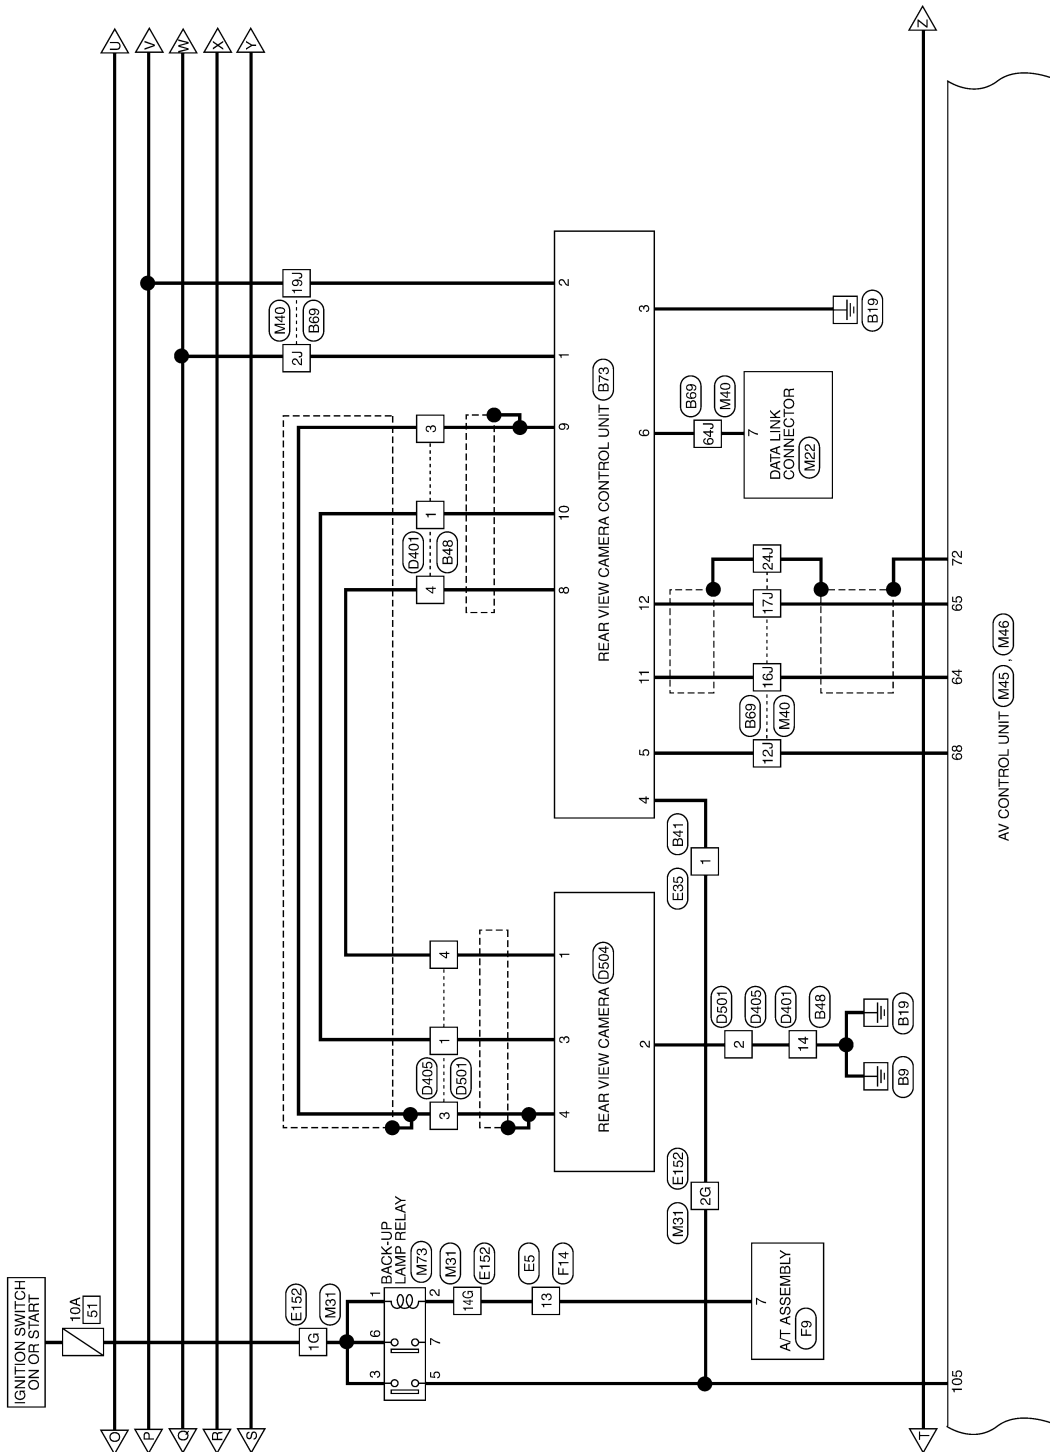 IGNITION SWITCH
ON OR START
10A
51
O
P
Q
R
S
U
V
W
X
Y
T
Z
E152
1G
M31
BACK-UP
LAMP RELAY
M73
3
6
1
5
7
2
M31
14G
E152
E5
13
F14
7
A/T ASSEMBLY
F9
D405
3
1
4
D501
4
3
1
REAR VIEW CAMERA
D504
2
D501
2
D405
D401
14
B48
B9
B19
M31
2G
E152
E35
1
B41
D401
4
1
3
B48
M40
2J
19J
B69
8
10
9
1
2
REAR VIEW CAMERA CONTROL UNIT
B73
4
5
11
12
6
3
B69
12J
16J
17J
24J
M40
B69
64J
M40
7
DATA LINK
CONNECTOR
M22
B19
105
68
64
65
72
AV CONTROL UNIT
M45
,
M46